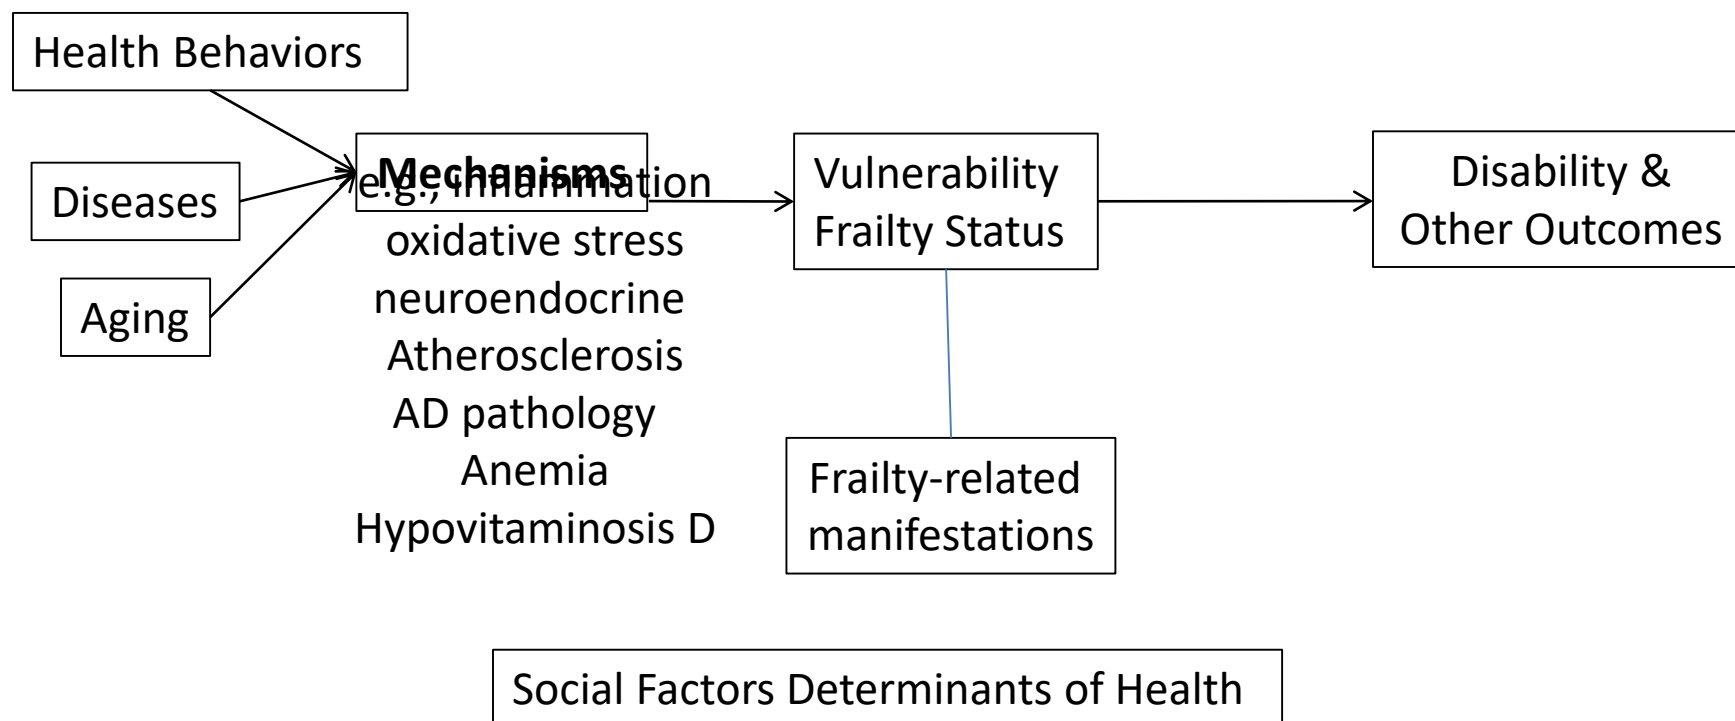 Health Behaviors
Diseases
Aging
Mechanisms
e.g., inflammation
oxidative stress
neuroendocrine
Atherosclerosis
AD pathology
Anemia
Hypovitaminosis D
Vulnerability
Frailty Status
Frailty-related
manifestations
Disability &
Other Outcomes
Social Factors Determinants of Health